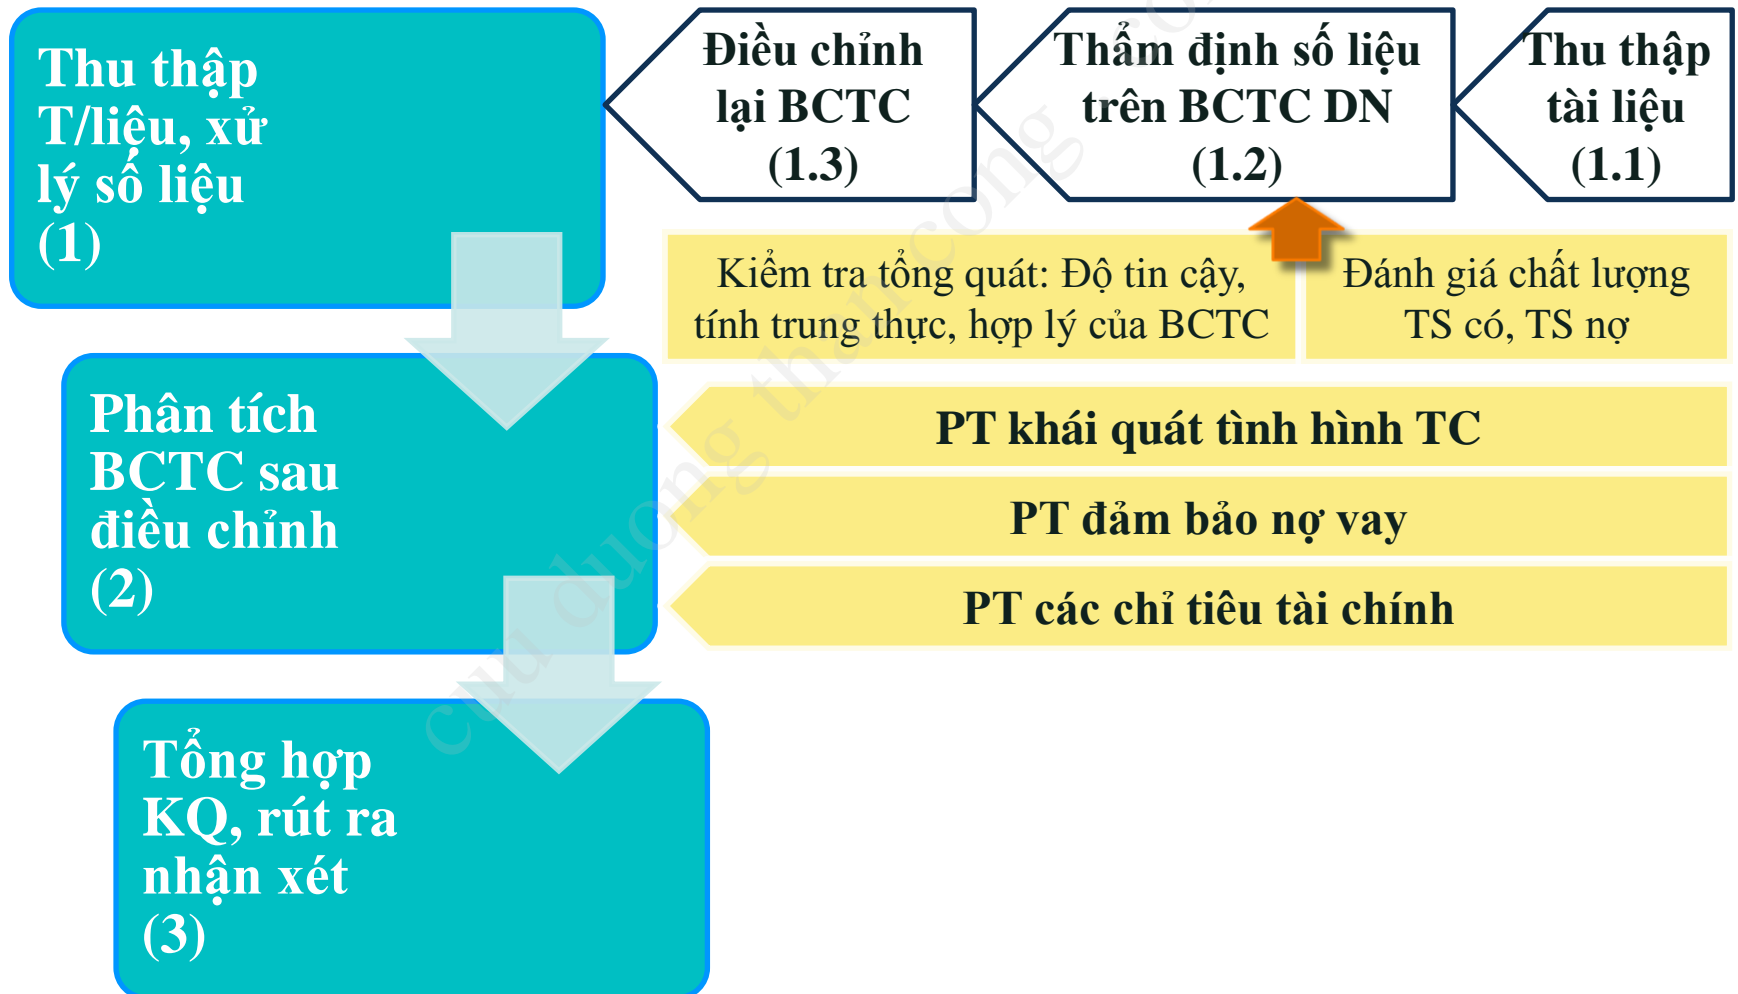 Thu thập
T/liệu, xử
lý số liệu
(1)
Điều chỉnh
lại BCTC
(1.3)
Thẩm định số liệu
trên BCTC DN
(1.2)
Thu thập
tài liệu
(1.1)
Kiểm tra tổng quát: Độ tin cậy,
tính trung thực, hợp lý của BCTC
Đánh giá chất lượng
TS có, TS nợ
Phân tích
BCTC sau
điều chỉnh
(2)
PT khái quát tình hình TC
PT đảm bảo nợ vay
PT các chỉ tiêu tài chính
Tổng hợp
KQ, rút ra
nhận xét
(3)
cuu duong than cong